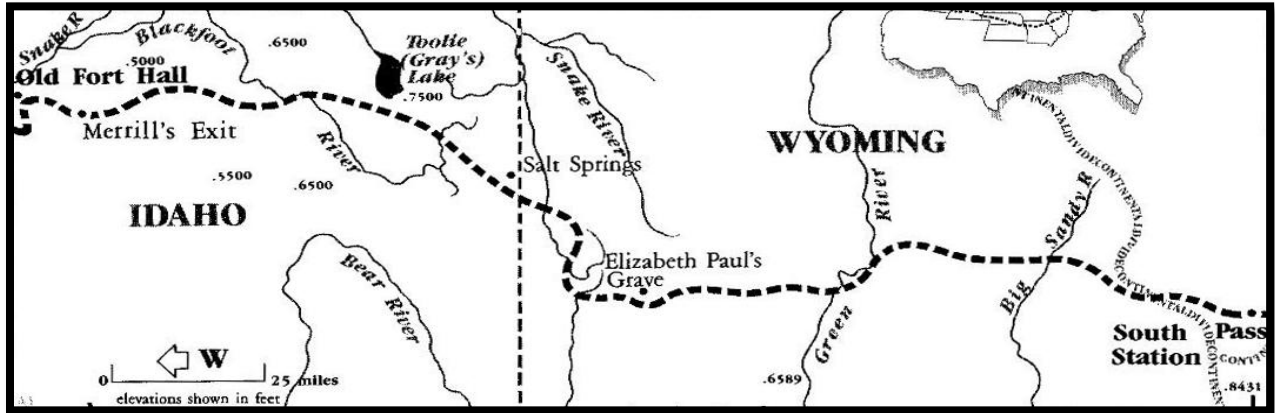 Snake R
Blackfoot
River
.6500
.5000
Old Fort Hall
Toolie
(Gray's)
Lake
.7500
Merrill's Exit
.5500
.6500
IDAHO
Bear River
W
0
25 miles
elevations shown in feet
Snake River
Salt Springs
Elizabeth Paul's
Grave
WYOMING
River
Green
Sandy R
Big
TINENTALDIVIDECONTINENTALDIVIDECONTINENTALDIVIDECONTINENT
South Pass
Station
CONTIN
.6589
.8431